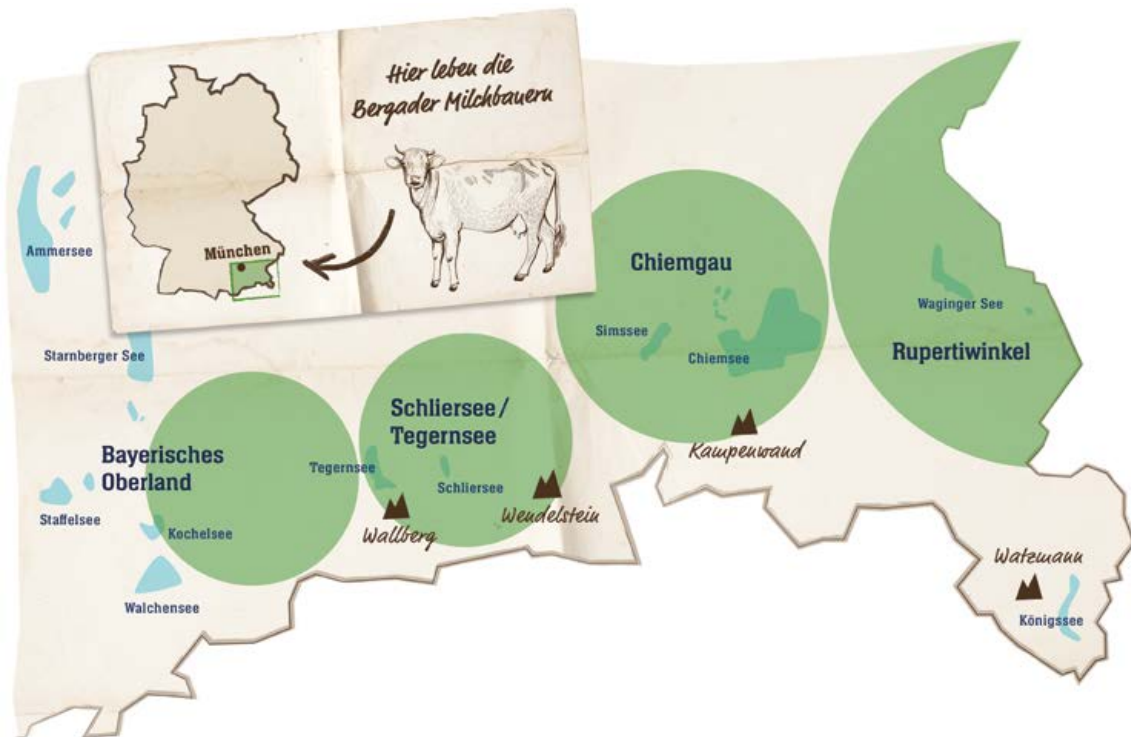 Hier leben die
Bergader Milchbauern
München
Ammersee
Starnberger See
Bayerisches
Oberland
Staffelsee
Kochelsee
Walchensee
Schliersee/
Tegernsee
Tegernsee
Schliersee
Wallberg
Wendelstein
Chiemgau
Simssee
Chiemsee
Kampenwand
Waginger See
Rupertiwinkel
Watzmann
Königssee